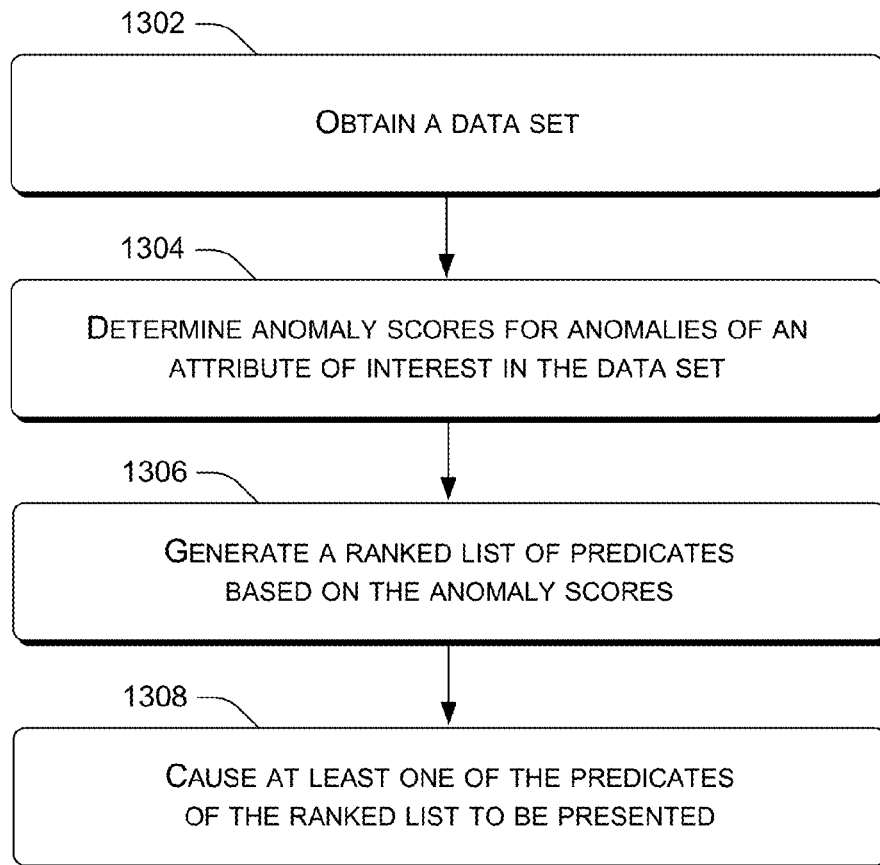 1302
OBTAIN A DATA SET
1304
DETERMINE ANOMALY SCORES FOR ANOMALIES OF AN
ATTRIBUTE OF INTEREST IN THE DATA SET
1306
GENERATE A RANKED LIST OF PREDICATES
BASED ON THE ANOMALY SCORES
1308
CAUSE AT LEAST ONE OF THE PREDICATES
OF THE RANKED LIST TO BE PRESENTED